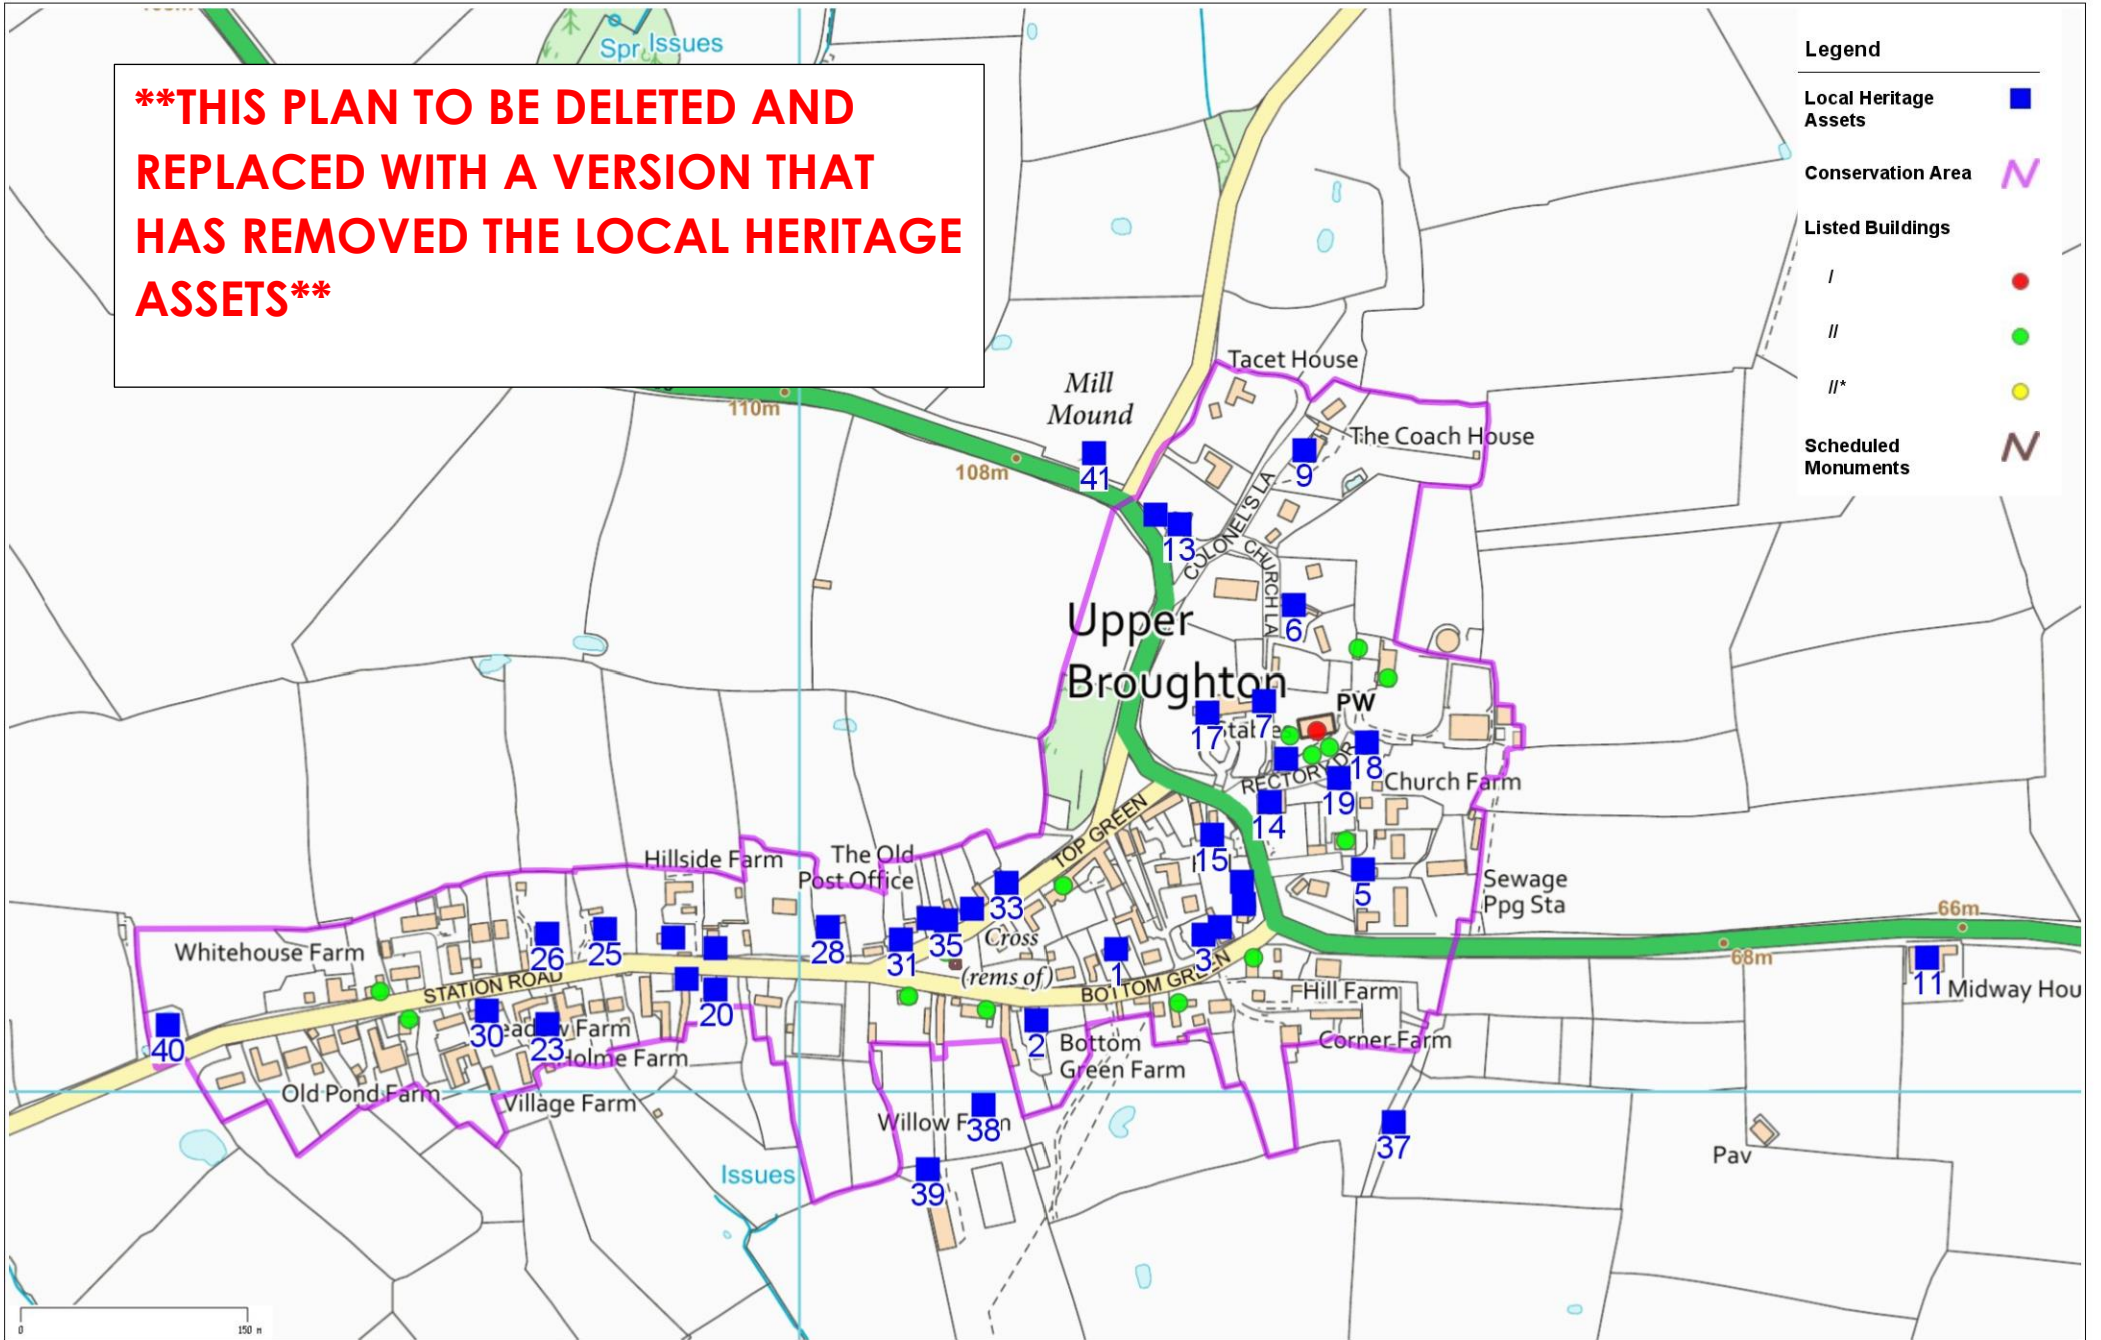 Spr
Issues
**THIS PLAN TO BE DELETED AND
REPLACED WITH A VERSION THAT
HAS REMOVED THE LOCAL HERITAGE
ASSETS**
Legend
Local Heritage
Assets
Conservation Area
Listed Buildings
I
II
II*
Scheduled
Monuments
110m
108m
Mill
Mound
41
Tacet House
The Coach House
9
13
COLONEL'S LA
CHURCH LA
Upper
Broughton
6
PW
7
17
18
RECTORY DR
Church Farm
19
14
TOP GREEN
15
Hillside Farm
The Old
Post Office
5
Sewage
Ppg Sta
33
66m
Whitehouse Farm
26
25
28
31
35
Cross
(rems of)
1
3
68m
11
Midway Hou
STATION ROAD
BOTTOM GREEN
Hill Farm
20
40
30
23
Holme Farm
2
Bottom
Green Farm
Corner Farm
Old Pond Farm
Village Farm
38
37
Pav
Issues
39
0
150 m